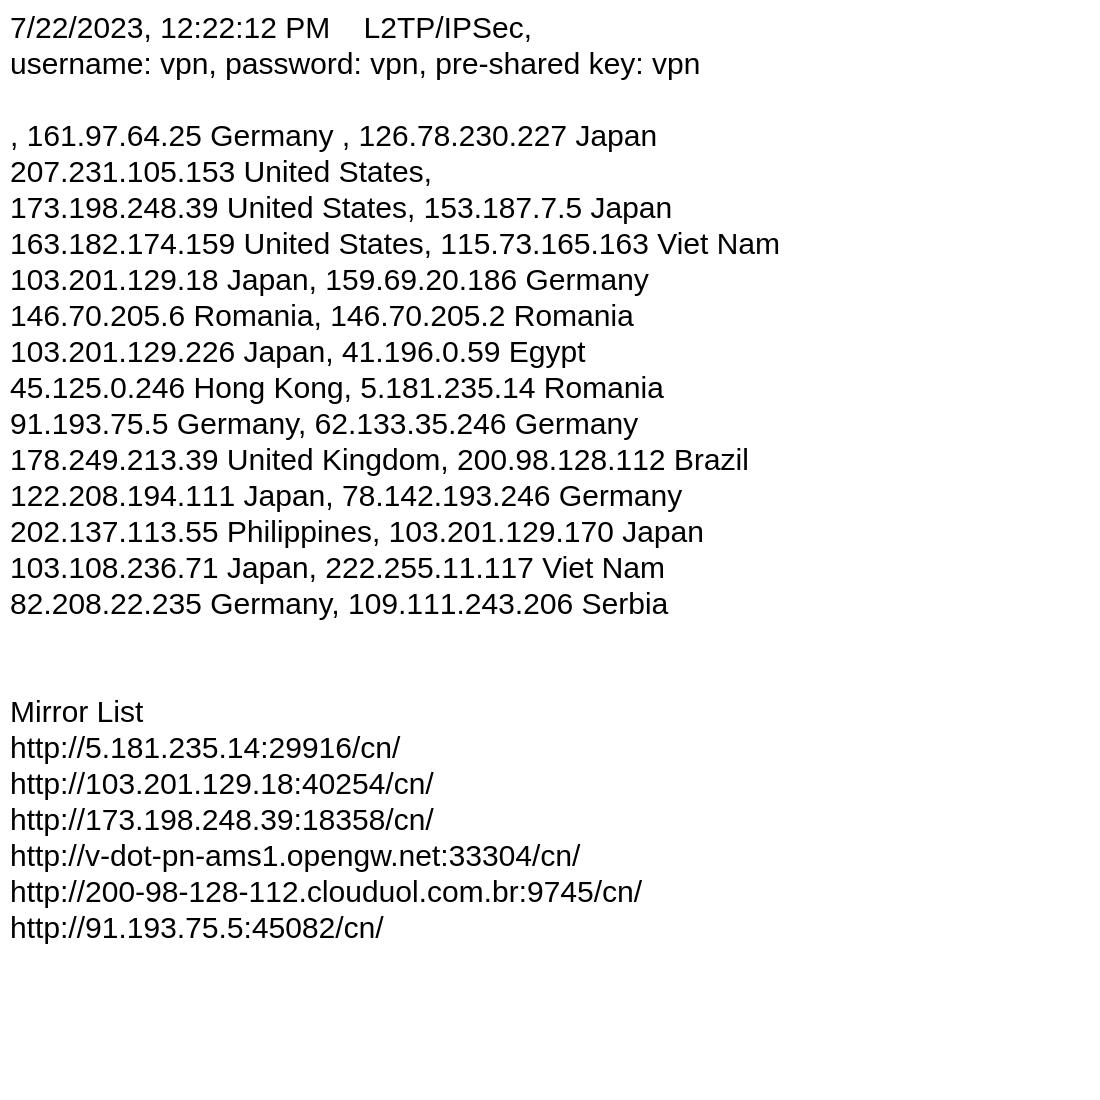 7/22/2023, 12:22:12 PM    L2TP/IPSec,
username: vpn, password: vpn, pre-shared key: vpn
, 161.97.64.25 Germany , 126.78.230.227 Japan
207.231.105.153 United States,
173.198.248.39 United States, 153.187.7.5 Japan
163.182.174.159 United States, 115.73.165.163 Viet Nam
103.201.129.18 Japan, 159.69.20.186 Germany
146.70.205.6 Romania, 146.70.205.2 Romania
103.201.129.226 Japan, 41.196.0.59 Egypt
45.125.0.246 Hong Kong, 5.181.235.14 Romania
91.193.75.5 Germany, 62.133.35.246 Germany
178.249.213.39 United Kingdom, 200.98.128.112 Brazil
122.208.194.111 Japan, 78.142.193.246 Germany
202.137.113.55 Philippines, 103.201.129.170 Japan
103.108.236.71 Japan, 222.255.11.117 Viet Nam
82.208.22.235 Germany, 109.111.243.206 Serbia
Mirror List
http://5.181.235.14:29916/cn/
http://103.201.129.18:40254/cn/
http://173.198.248.39:18358/cn/
http://v-dot-pn-ams1.opengw.net:33304/cn/
http://200-98-128-112.clouduol.com.br:9745/cn/
http://91.193.75.5:45082/cn/